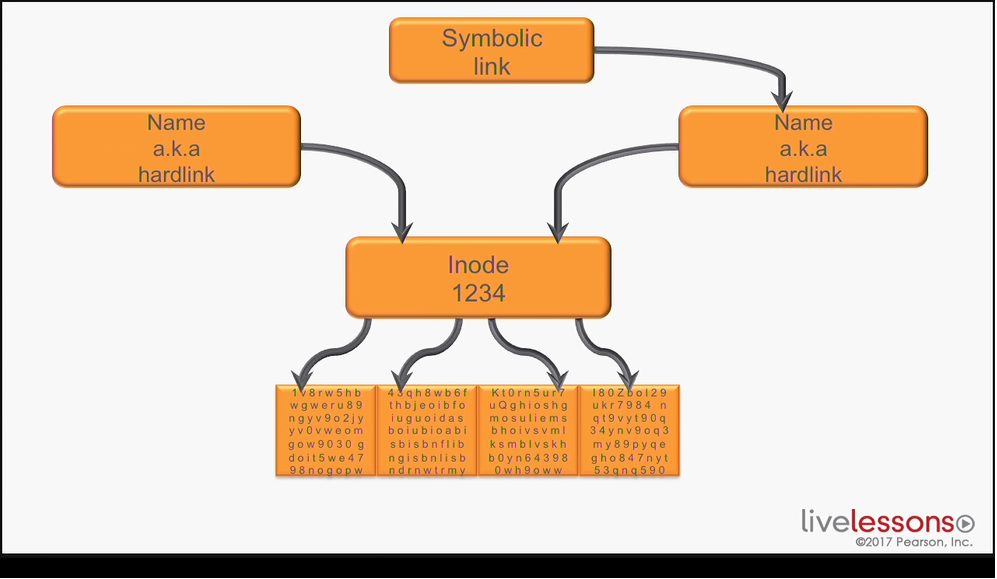 Symbolic
link
Name
a.k.a
hardlink
Name
a.k.a
hardlink
Inode
1234
1v8rw5hb
wgweru89
ngyv9o2jy
yv0vweom
gow9030g
doit5we47
98nogopw
43qh8wb6f
thbjeoibfo
iuguoidas
boiubioabi
sbisbnflib
ngisbnlisb
ndrnwtrmy
Kt0rn5ur7
uQghioshg
mosuliems
bhoivsvml
ksmblvskh
b0yn64398
0wh9oww
l80Zbol29
ukr7984 n
qt9vyt90q
34ynv9oq3
my89pyqe
gho847nyt
53qnq590
livelessons
©2017 Pearson, Inc.